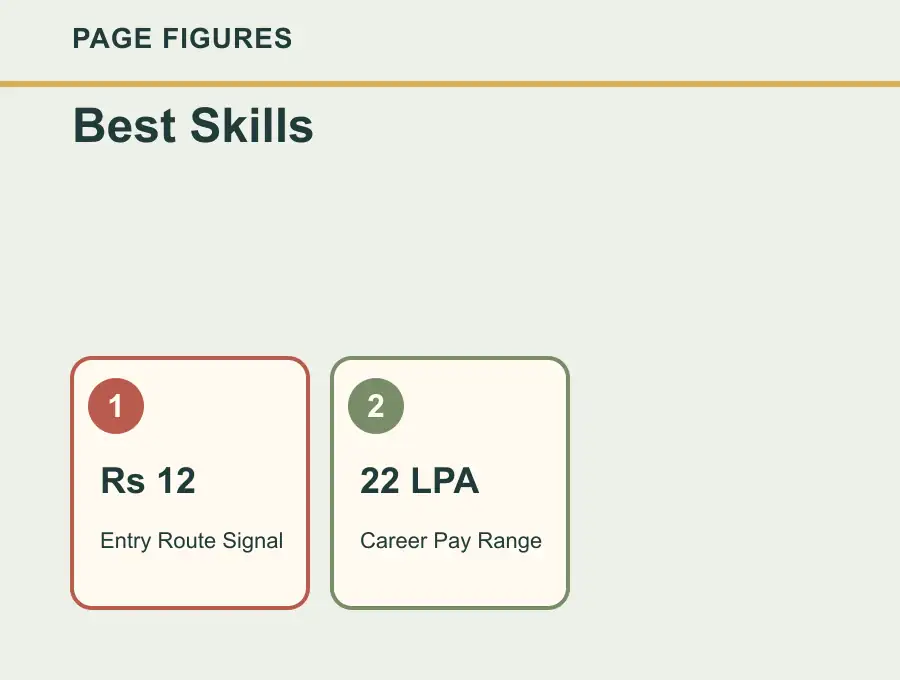 PAGE FIGURES
Best Skills
1
Rs 12
Entry Route Signal
2
22 LPA
Career Pay Range